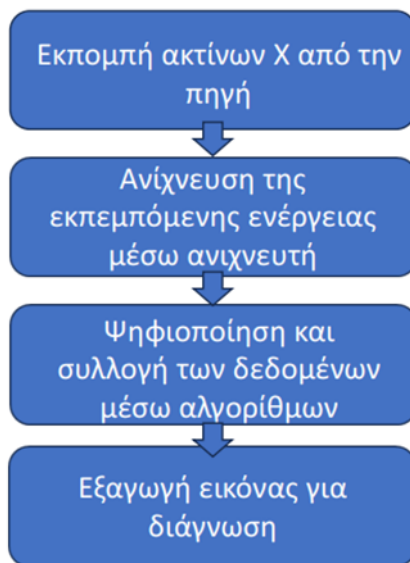 Εκπομπή ακτίνων Χ από την
πηγή
Ανίχνευση της
εκπεμπόμενης ενέργειας
μέσω ανιχνευτή
Ψηφιοποίηση και
συλλογή των δεδομένων
μέσω αλγορίθμων
Εξαγωγή εικόνας για
διάγνωση